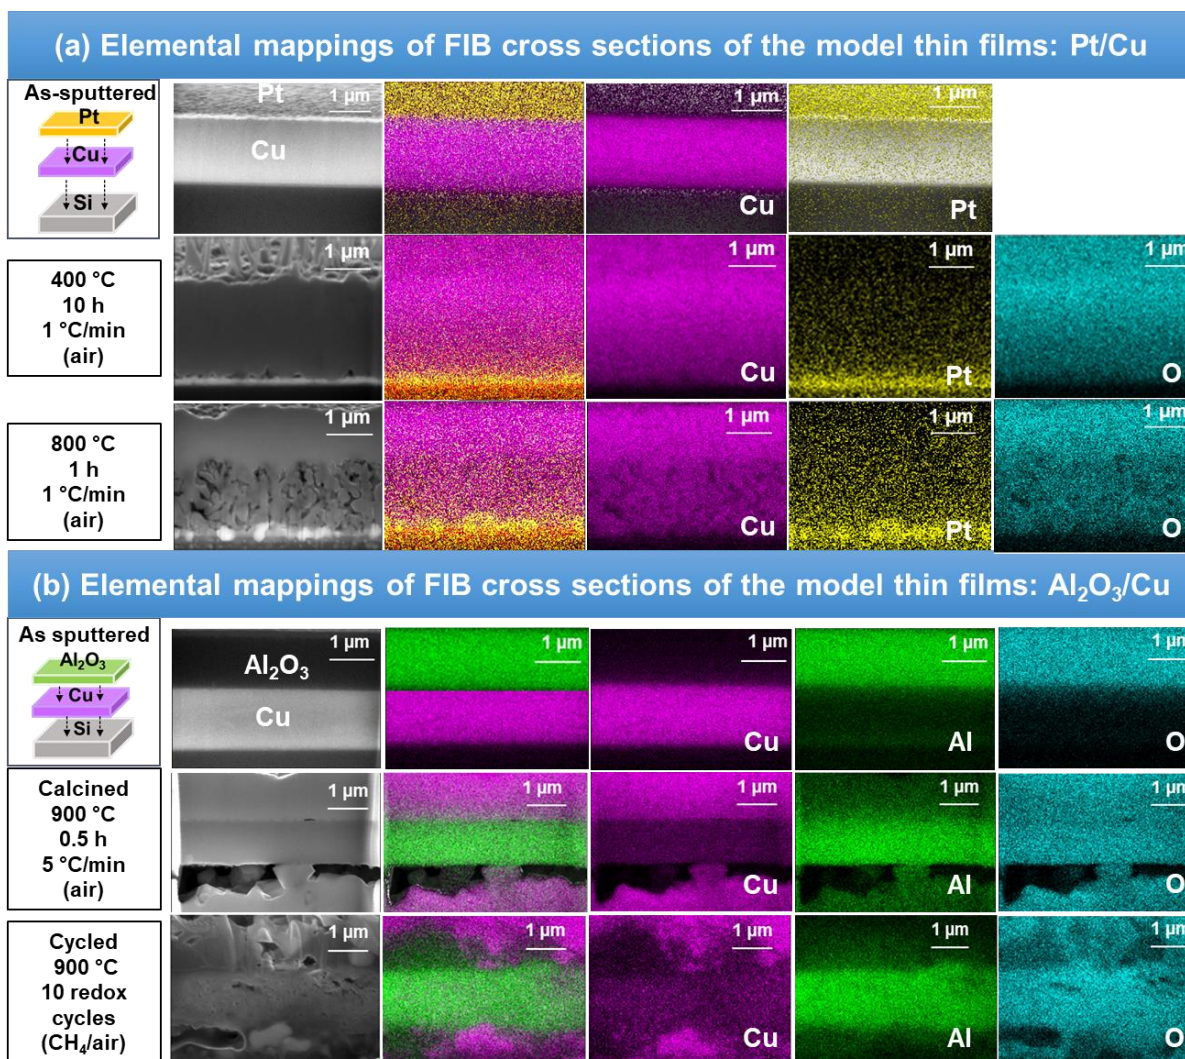 (a) Elemental mappings of FIB cross sections of the model thin films: Pt/Cu
As-sputtered
Pt
Cu
Si
Pt
1 µm
Cu
1 µm
Cu
1 µm
Pt
400 °C
10 h
1 °C/min
(air)
1 µm
1 µm
Cu
1 µm
Pt
1 µm
O
800 °C
1 h
1 °C/min
(air)
1 µm
1 µm
Cu
1 µm
Pt
1 µm
O
(b) Elemental mappings of FIB cross sections of the model thin films: Al₂O₃/Cu
As sputtered
Al₂O₃
Cu
Si
1 µm
Al₂O₃
Cu
1 µm
1 µm
Cu
1 µm
Al
1 µm
O
Calcined
900 °C
0.5 h
5 °C/min
(air)
1 µm
1 µm
1 µm
Cu
1 µm
Al
1 µm
O
Cycled
900 °C
10 redox
cycles
(CH₄/air)
1 µm
1 µm
1 µm
Cu
1 µm
Al
1 µm
O